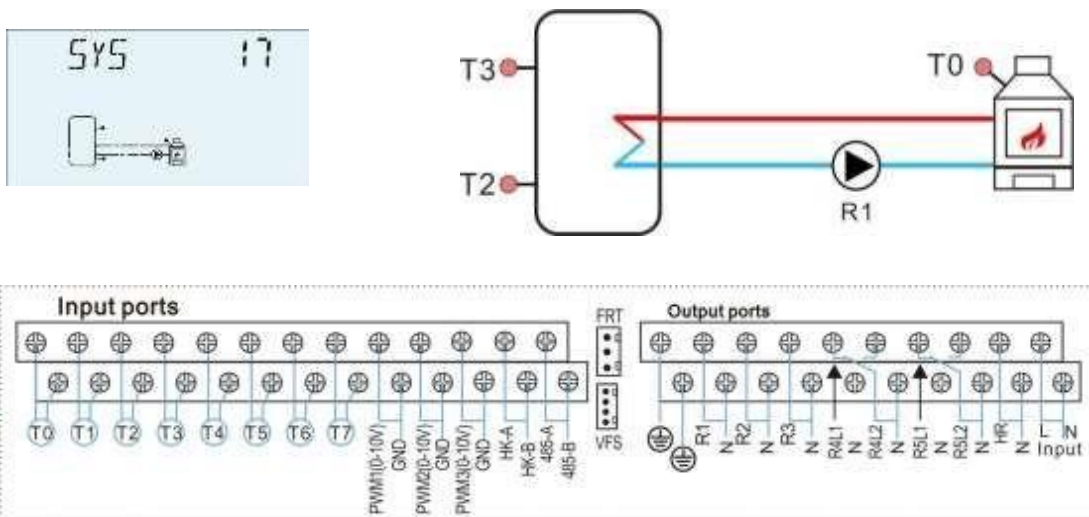 SYS 17
T3
T0
T2
R1
Input ports
FRT
Output ports
T0 T1 T2 T3 T4 T5 T6 T7 PWM1(0-10V) GND PWM2(0-10V) GND PWM3(0-10V) GND HK-A HK-B 485-A 485-B
VFS
R1 N R2 N R3 N R4L1 N R4L2 N R5L1 N R5L2 N HR N L N
Input